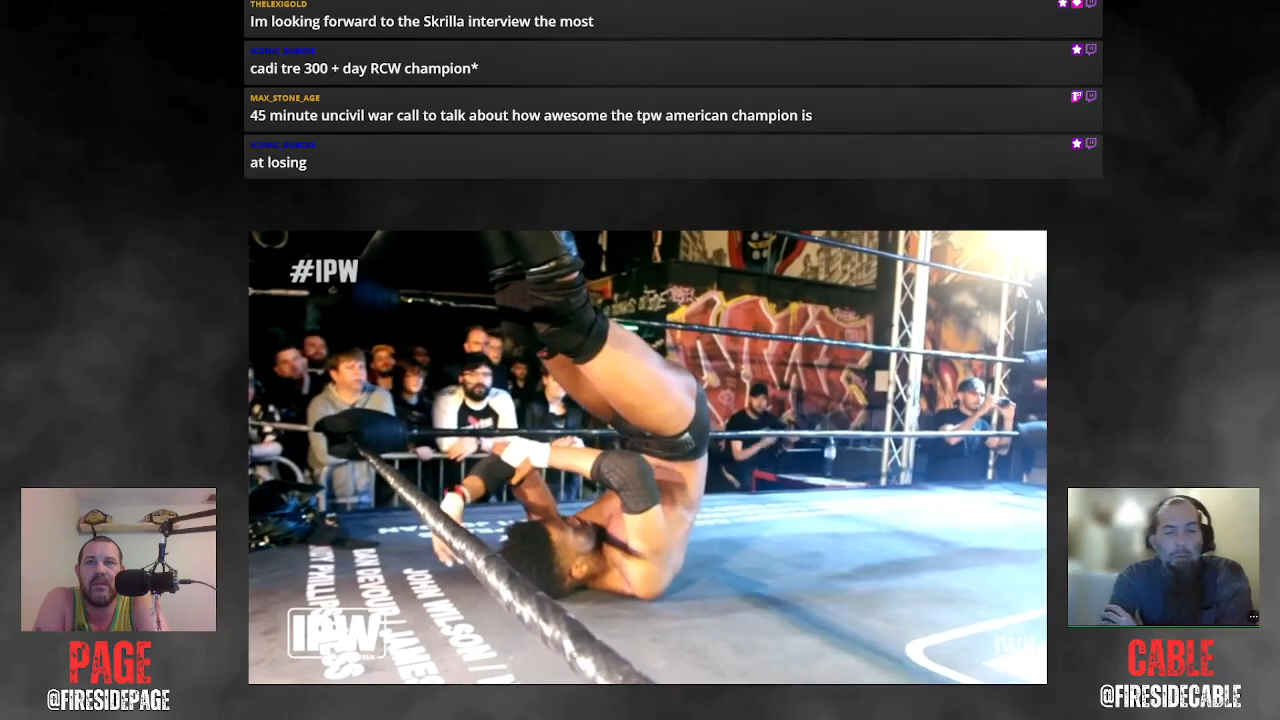 THELEXIGOLD
Im looking forward to the Skrilla interview the most
ICONIC_DUBOIS
cadi tre 300 + day RCW champion*
MAX_STONE_AGE
45 minute uncivil war call to talk about how awesome the tpw american champion is
ICONIC_DUBOIS
at losing
#IPW
JOHN WILSON /
IPW
PAGE
@FIRESIDEPAGE
CABLE
@FIRESIDECABLE